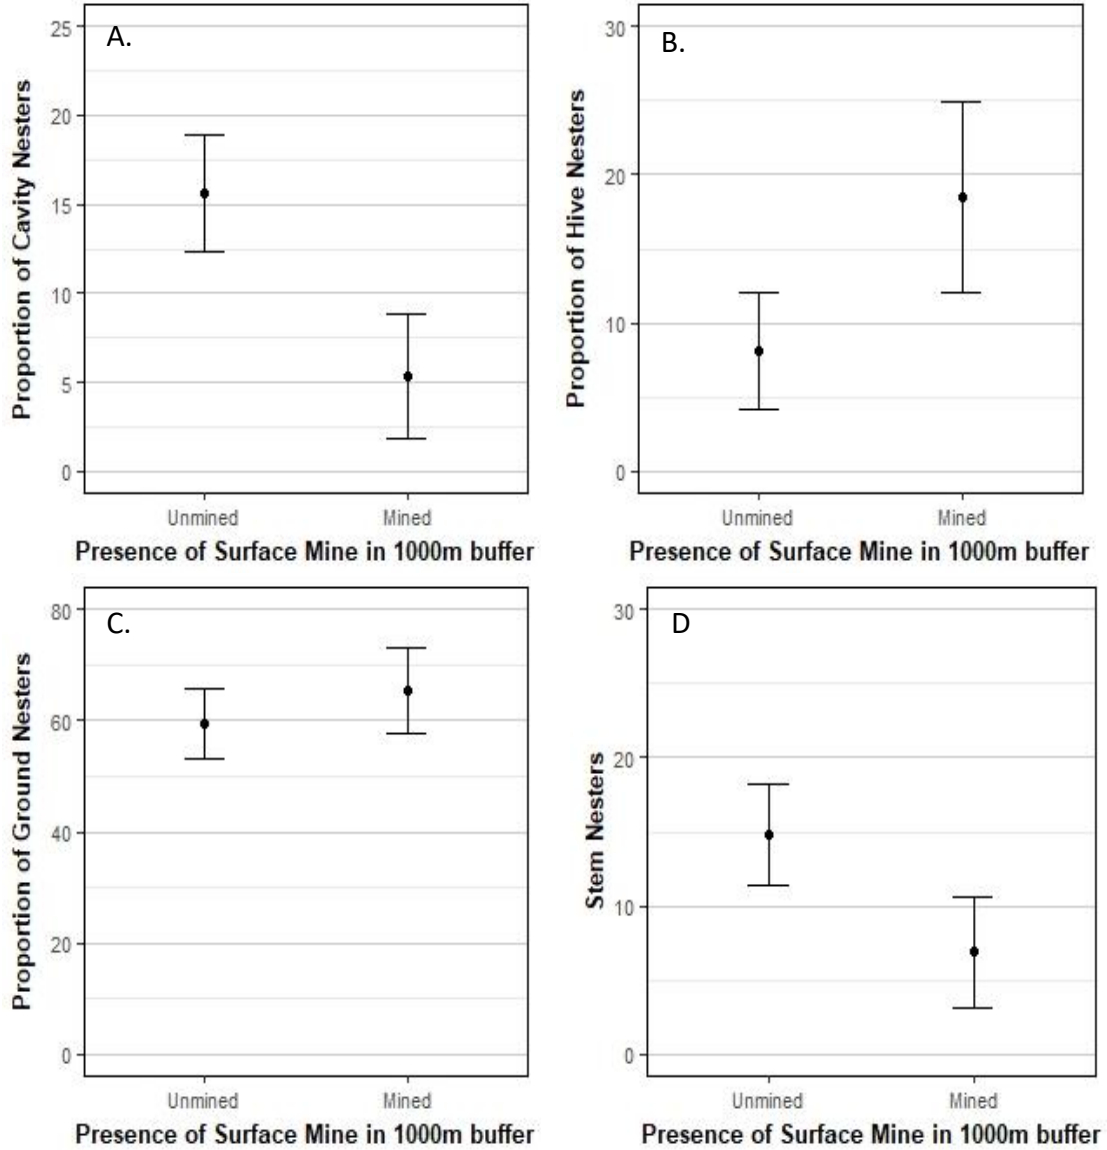 A.
Proportion of Cavity Nesters
25
20
15
10
5
0
Unmined Mined
Presence of Surface Mine in 1000m buffer
B.
Proportion of Hive Nesters
30
20
10
0
Unmined Mined
Presence of Surface Mine in 1000m buffer
C.
Proportion of Ground Nesters
80
60
40
20
0
Unmined Mined
Presence of Surface Mine in 1000m buffer
D
Stem Nesters
30
20
10
0
Unmined Mined
Presence of Surface Mine in 1000m buffer